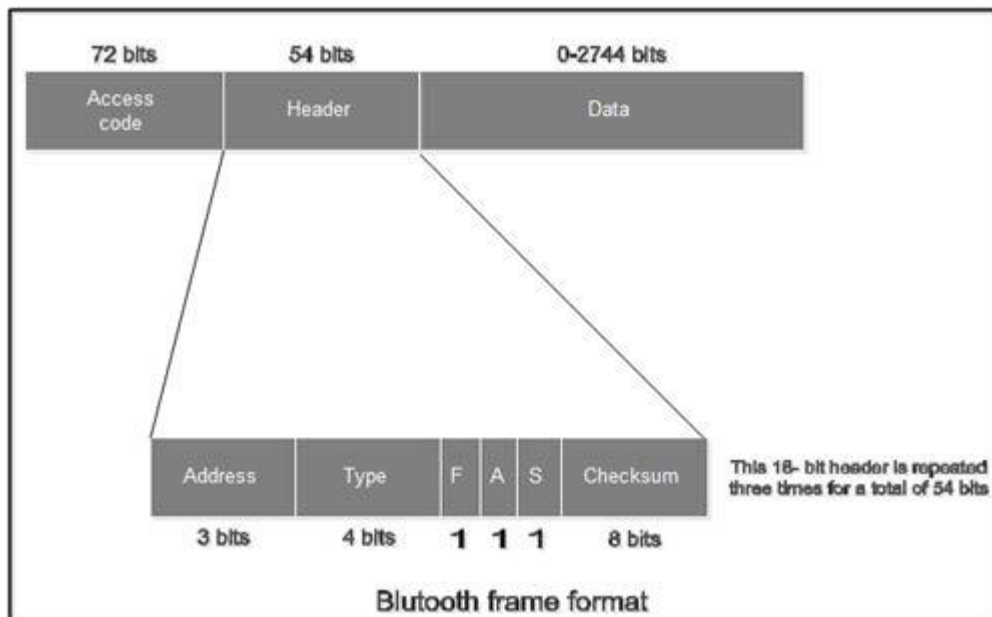 72 bits 54 bits 0-2744 bits
Access code Header Data
Address Type F A S Checksum
This 18- bit header is repeated
three times for a total of 54 bits
3 bits 4 bits 1 1 1 8 bits
Blutooth frame format